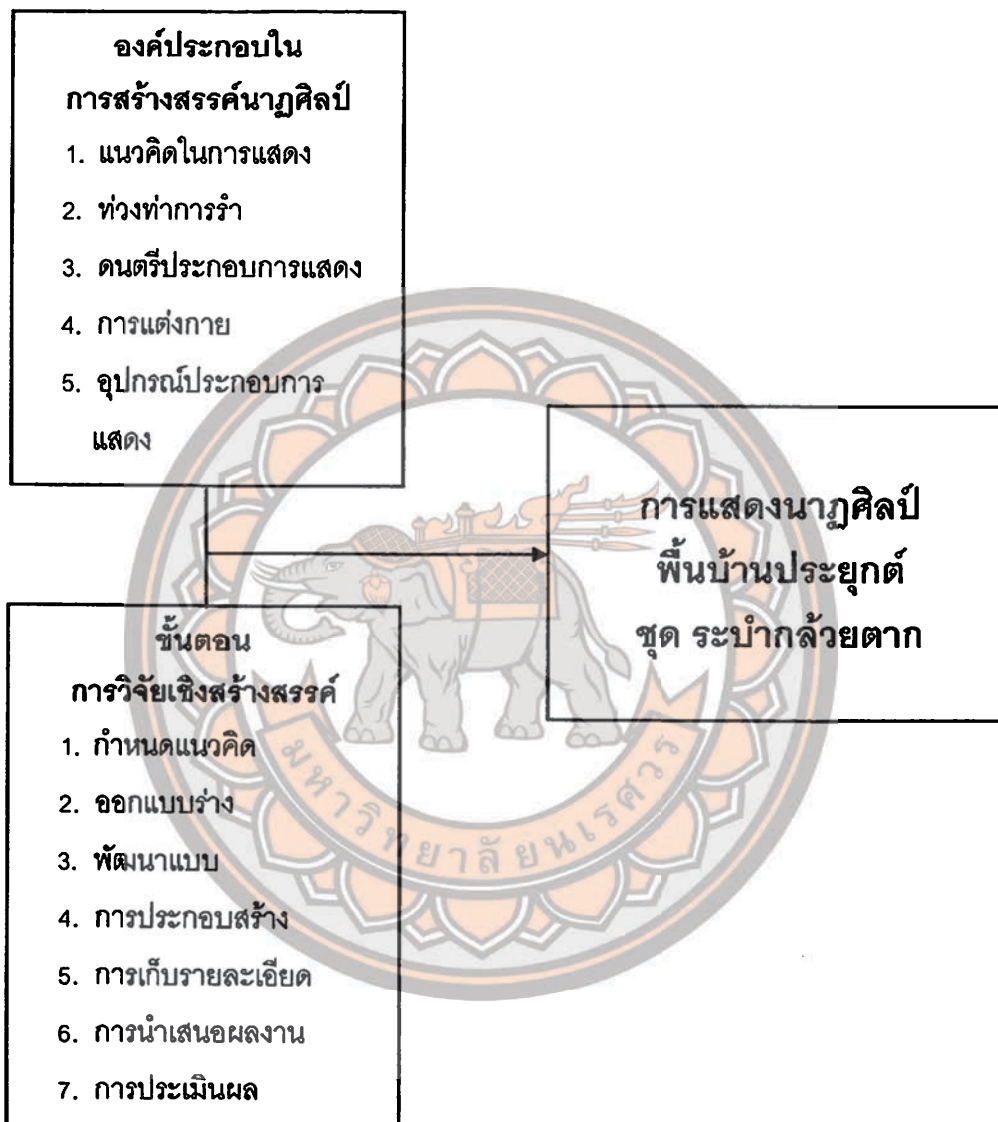 องค์ประกอบใน
การสร้างสรรค์นาฏศิลป์
1. แนวคิดในการแสดง
2. ท่วงท่าการรำ
3. ดนตรีประกอบการแสดง
4. การแต่งกาย
5. อุปกรณ์ประกอบการ
แสดง
การแสดงนาฏศิลป์
พื้นบ้านประยุกต์
ชุด ระบำกล้วยตาก
ขั้นตอน
การวิจัยเชิงสร้างสรรค์
1. กำหนดแนวคิด
2. ออกแบบร่าง
3. พัฒนาแบบ
4. การประกอบสร้าง
5. การเก็บรายละเอียด
6. การนำเสนอผลงาน
7. การประเมินผล
มหาวิทยาลัยนเรศวร